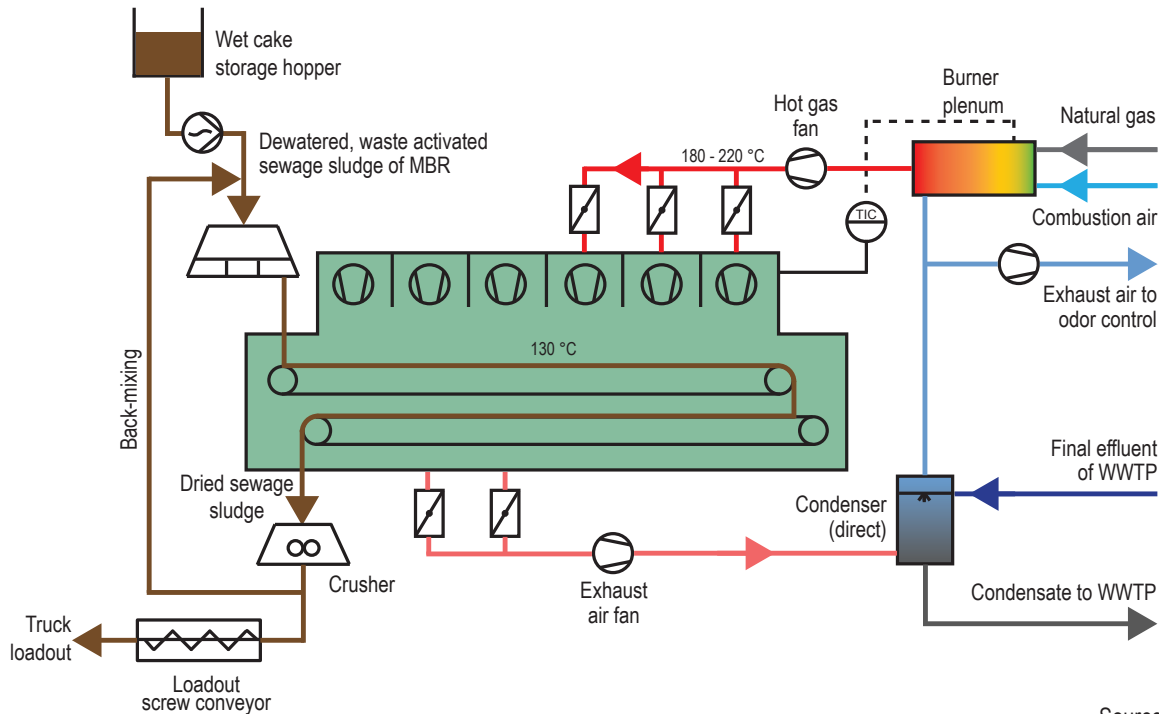 Wet cake
storage hopper
Dewatered, waste activated
sewage sludge of MBR
Hot gas
fan
Burner
plenum
Natural gas
180 - 220 °C
TIC
Combustion air
Exhaust air to
odor control
130 °C
Back-mixing
Final effluent
of WWTP
Dried sewage
sludge
Condenser
(direct)
Crusher
Exhaust
air fan
Condensate to WWTP
Truck
loadout
Loadout
screw conveyor
Source